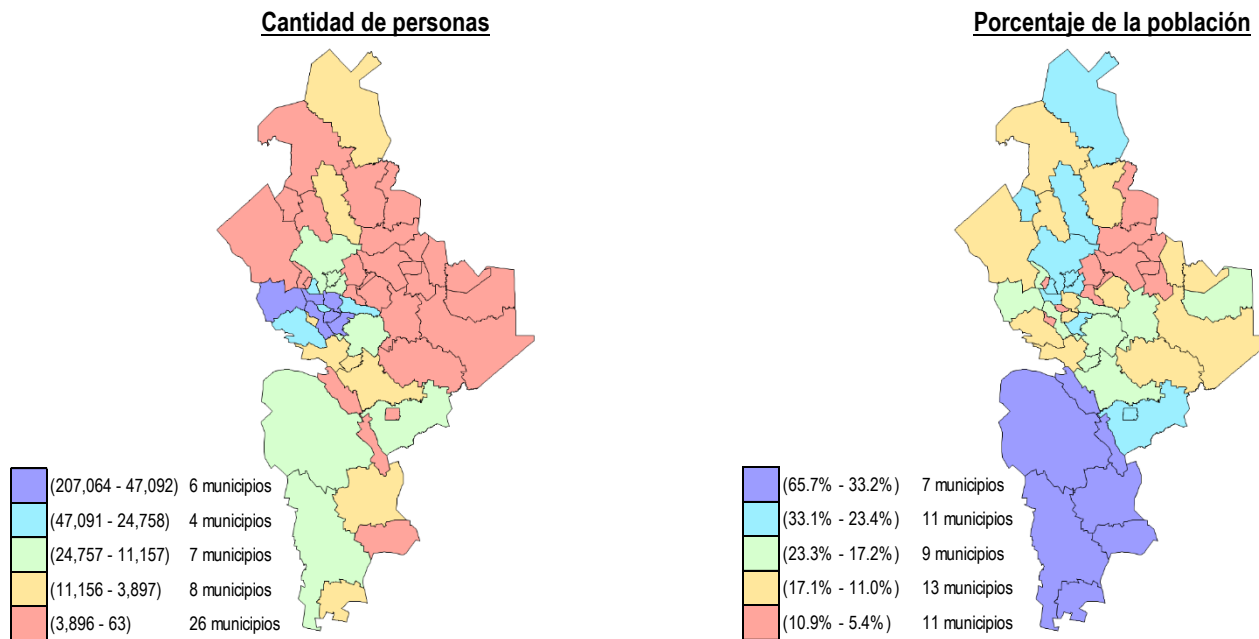 Cantidad de personas
(207,064 - 47,092) 6 municipios
(47,091 - 24,758) 4 municipios
(24,757 - 11,157) 7 municipios
(11,156 - 3,897) 8 municipios
(3,896 - 63) 26 municipios
Porcentaje de la población
(65.7% - 33.2%) 7 municipios
(33.1% - 23.4%) 11 municipios
(23.3% - 17.2%) 9 municipios
(17.1% - 11.0%) 13 municipios
(10.9% - 5.4%) 11 municipios